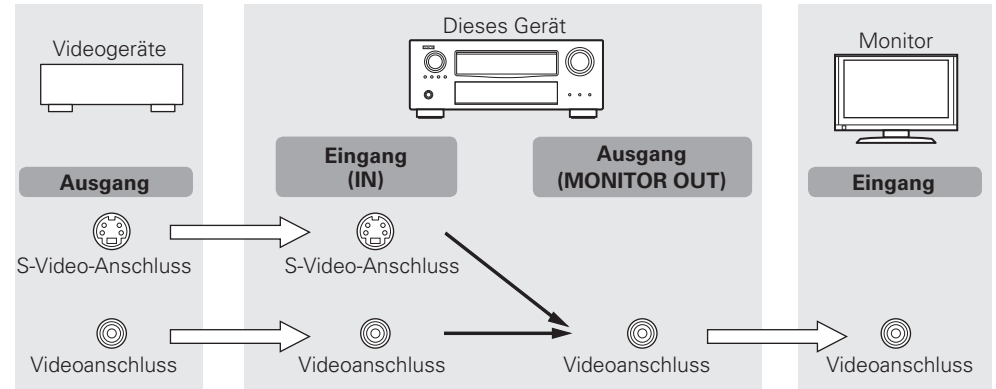 Videogeräte
Dieses Gerät
Monitor
Ausgang
Eingang
(IN)
Ausgang
(MONITOR OUT)
Eingang
S-Video-Anschluss
S-Video-Anschluss
Videoanschluss
Videoanschluss
Videoanschluss
Videoanschluss